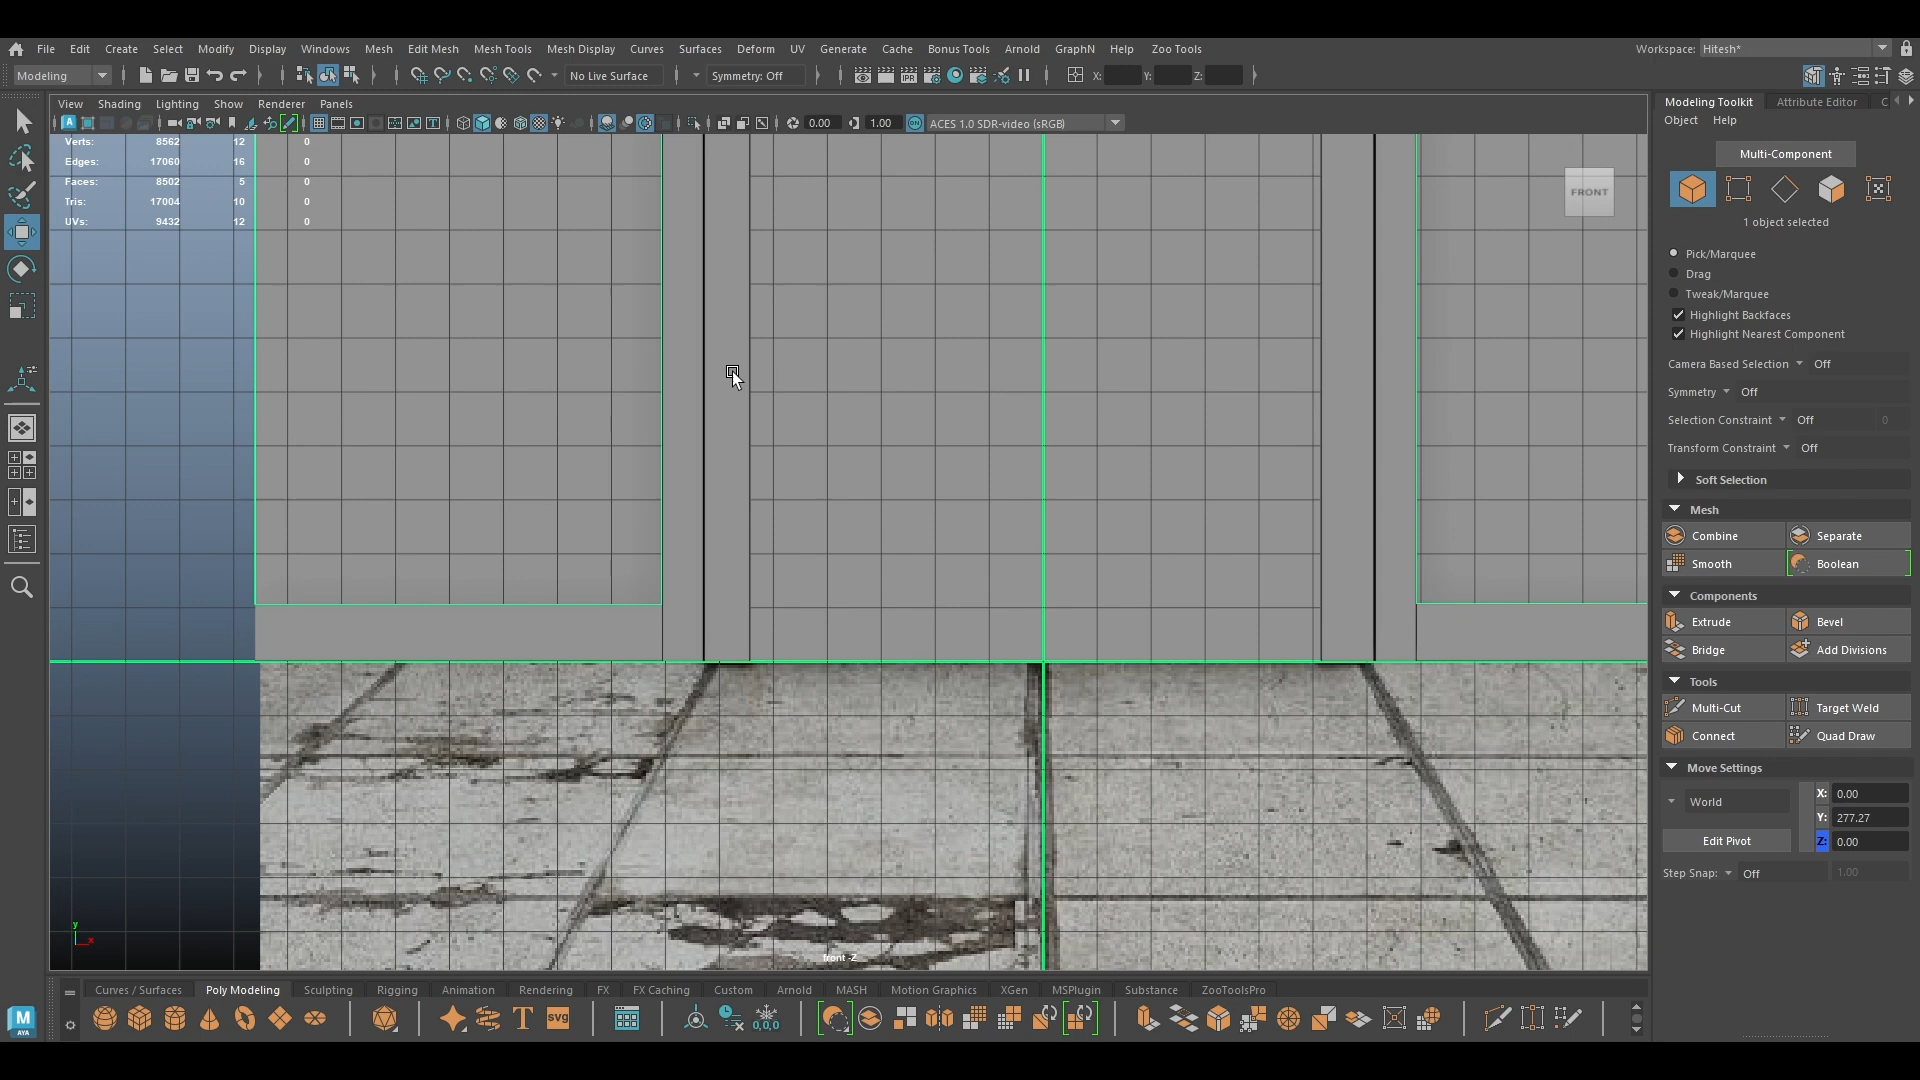 File Edit Create Select Modify Display Windows Mesh Edit Mesh Mesh Tools Mesh Display Curves Surfaces Deform UV Generate Cache Bonus Tools Arnold GraphN Help Zoo Tools Workspace: Hitesh*
Modeling No Live Surface Symmetry: Off IPR X: Y: Z:
View Shading Lighting Show Renderer Panels
0.00 1.00 ON ACES 1.0 SDR-video (sRGB)
Verts: 8562 12 0
Edges: 17060 16 0
Faces: 8502 5 0
Tris: 17004 10 0
UVs: 9432 12 0
FRONT
front -Z
y
x
Modeling Toolkit Attribute Editor C
Object Help
Multi-Component
1 object selected
Pick/Marquee
Drag
Tweak/Marquee
Highlight Backfaces
Highlight Nearest Component
Camera Based Selection Off
Symmetry Off
Selection Constraint Off 0
Transform Constraint Off
Soft Selection
Mesh
Combine Separate
Smooth Boolean
Components
Extrude Bevel
Bridge Add Divisions
Tools
Multi-Cut Target Weld
Connect Quad Draw
Move Settings
World X: 0.00
Y: 277.27
Edit Pivot Z: 0.00
Step Snap: Off 1.00
Curves / Surfaces Poly Modeling Sculpting Rigging Animation Rendering FX FX Caching Custom Arnold MASH Motion Graphics XGen MSPlugin Substance ZooToolsPro
M AYA T svg 0,0,0